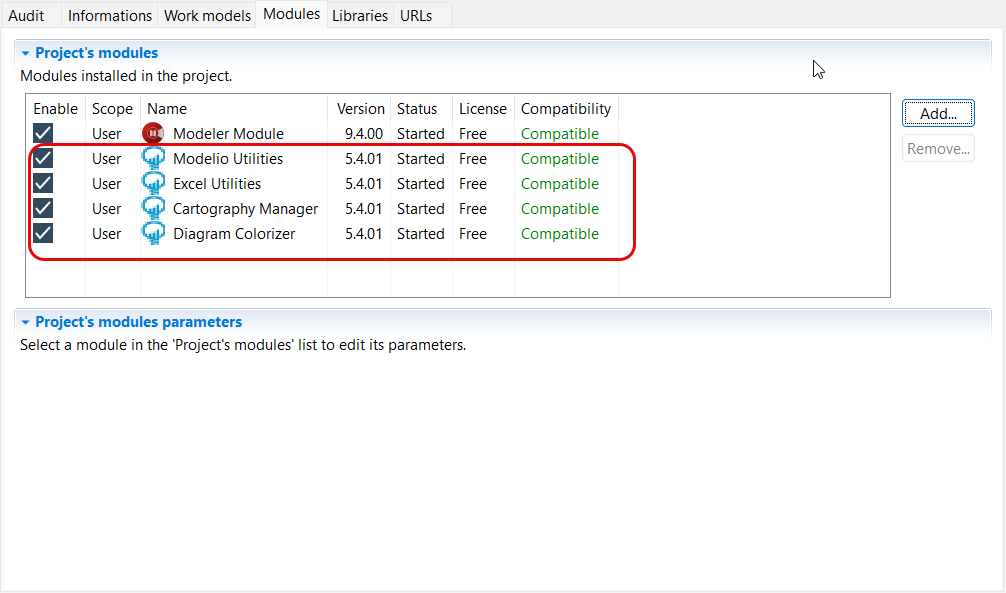 Audit Informations Work models Modules Libraries URLs
Project's modules
Modules installed in the project.
Enable Scope Name Version Status License Compatibility
User Modeler Module 9.4.00 Started Free Compatible
User Modelio Utilities 5.4.01 Started Free Compatible
User Excel Utilities 5.4.01 Started Free Compatible
User Cartography Manager 5.4.01 Started Free Compatible
User Diagram Colorizer 5.4.01 Started Free Compatible
Add...
Remove...
Project's modules parameters
Select a module in the 'Project's modules' list to edit its parameters.